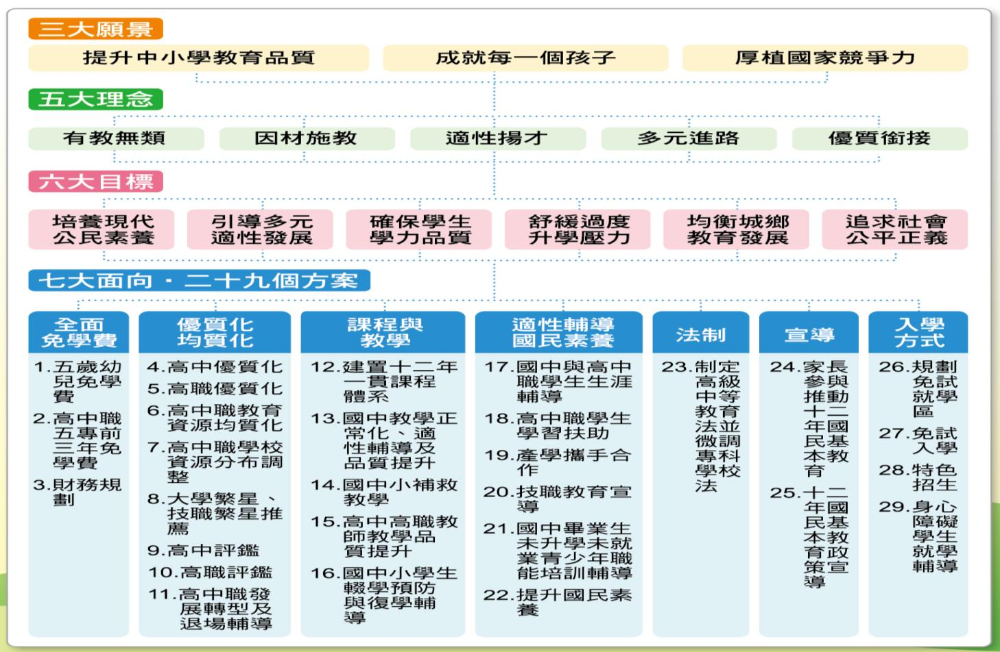 三大願景
提升中小學教育品質
成就每一個孩子
厚植國家競爭力
五大理念
有教無類
因材施教
適性揚才
多元進路
優質銜接
六大目標
培養現代
公民素養
引導多元
適性發展
確保學生
學力品質
舒緩過度
升學壓力
均衡城鄉
教育發展
追求社會
公平正義
七大面向．二十九個方案
全面
免學費
1.五歲幼
兒免學
費
2.高中職
五專前
三年免
學費
3.財務規
劃
優質化
均質化
4.高中優質化
5.高職優質化
6.高中職教育
資源均質化
7.高中職學校
資源分布調
整
8.大學繁星、
技職繁星推
薦
9.高中評鑑
10.高職評鑑
11.高中職發
展轉型及
退場輔導
課程與
教學
12.建置十二年
一貫課程
體系
13.國中教學正
常化、適
性輔導及
品質提升
14.國中小補救
教學
15.高中高職教
師教學品
質提升
16.國中小學生
輟學預防
與復學輔
導
適性輔導
國民素養
17.國中與高中
職學生生涯
輔導
18.高中職學生
學習扶助
19.產學攜手合
作
20.技職教育宣
導
21.國中畢業生
未升學未就
業青少年職
能培訓輔導
22.提升國民素
養
法制
23.制定
高級
中等
教育
法並
微調
專科
學校
法
宣導
24.家長
參與
推動
十二
年國
民基
本教
育
25.十二
年國
民基
本教
育政
策宣
導
入學
方式
26.規劃
免試
就學
區
27.免試
入學
28.特色
招生
29.身心
障礙
學生
就學
輔導